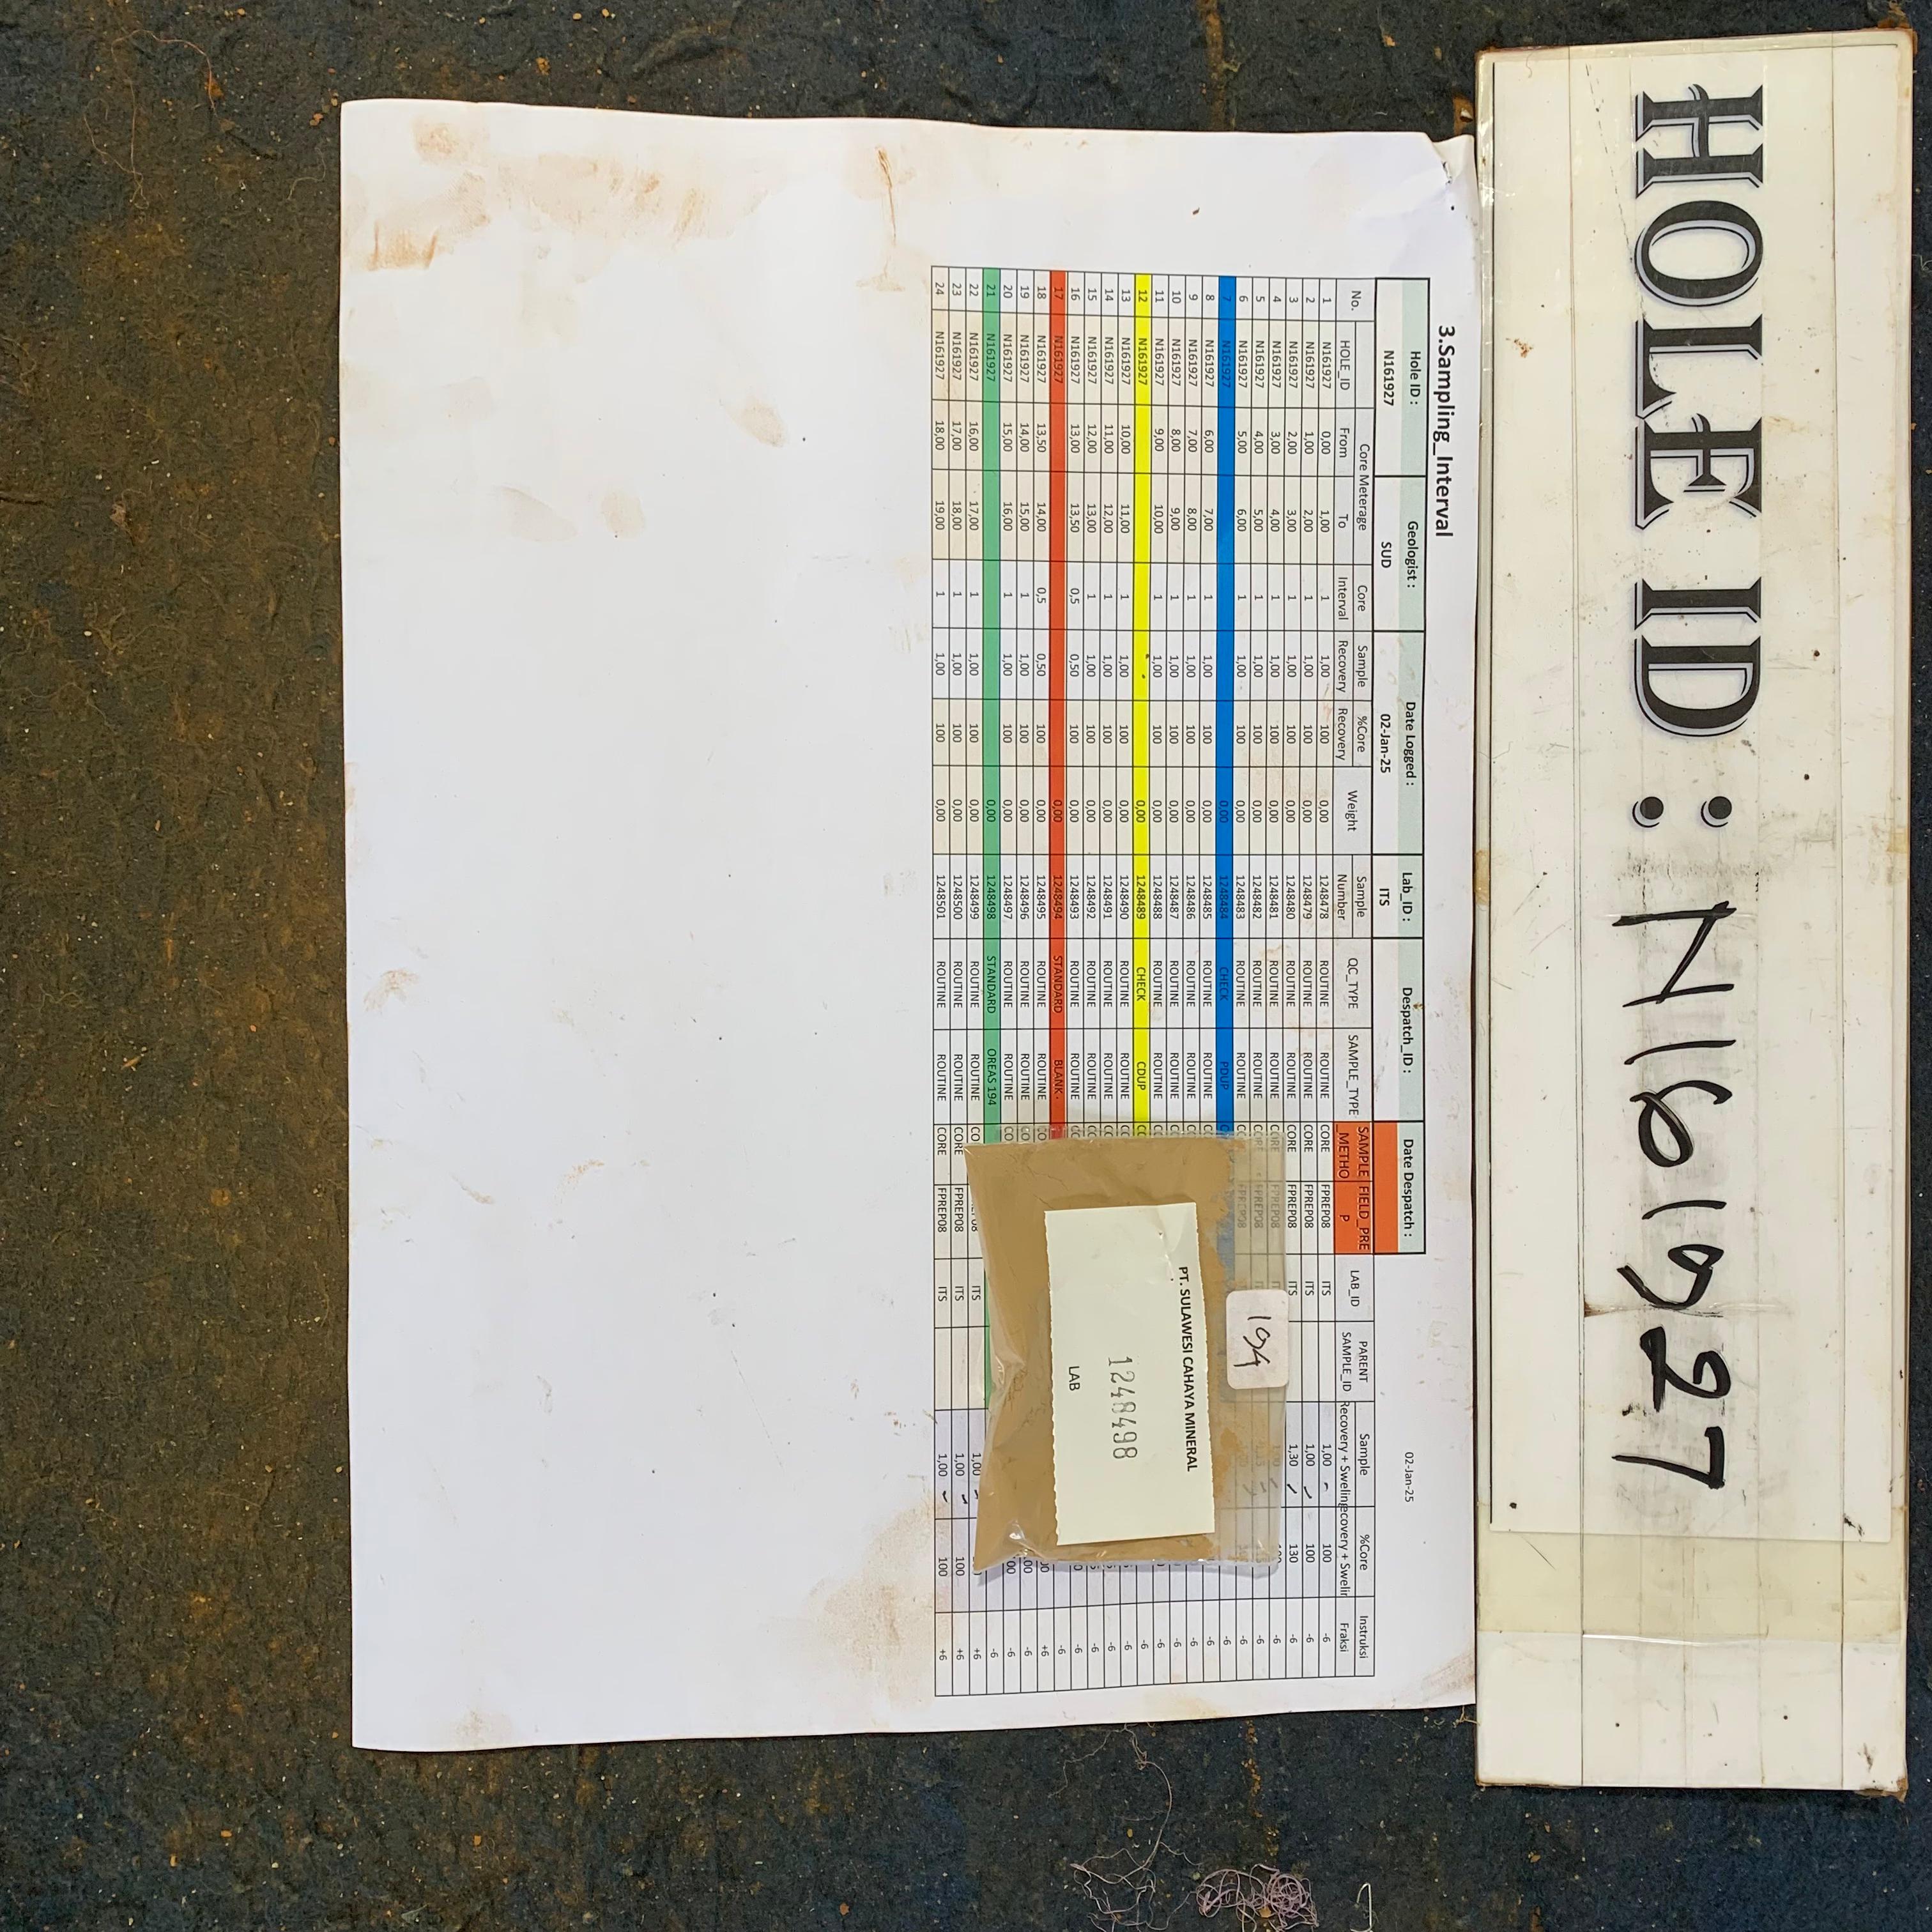 HOLE ID : N161927
3.Sampling_Interval
Hole ID : Geologist : Date Logged : Lab_ID : Despatch_ID : Date Despatch : 02-Jan-25
N161927 SUD 02-Jan-25 ITS
No. HOLE_ID Core Meterage From To Core Interval Sample Recovery %Core Recovery Weight Sample Number QC_TYPE SAMPLE_TYPE SAMPLE_METHO FIELD_PREP LAB_ID PARENT SAMPLE_ID Sample Recovery + Sweling %Core ecovery + Swelin Instruksi Fraksi
1 N161927 0,00 1,00 1 1,00 100 0,00 1248478 ROUTINE ROUTINE CORE FPREP08 ITS 1,00 100 -6
2 N161927 1,00 2,00 1 1,00 100 0,00 1248479 ROUTINE ROUTINE CORE FPREP08 ITS 1,00 100 -6
3 N161927 2,00 3,00 1 1,00 100 0,00 1248480 ROUTINE ROUTINE CORE FPREP08 ITS 1,30 130 -6
4 N161927 3,00 4,00 1 1,00 100 0,00 1248481 ROUTINE ROUTINE CORE FPREP08 -6
5 N161927 4,00 5,00 1 1,00 100 0,00 1248482 ROUTINE ROUTINE CORE FPREP08 -6
6 N161927 5,00 6,00 1 1,00 100 0,00 1248483 ROUTINE ROUTINE FPREP08 -6
7 N161927 0,00 1248484 CHECK PDUP -6
8 N161927 6,00 7,00 1 1,00 100 0,00 1248485 ROUTINE ROUTINE -6
9 N161927 7,00 8,00 1 1,00 100 0,00 1248486 ROUTINE ROUTINE -6
10 N161927 8,00 9,00 1 1,00 100 0,00 1248487 ROUTINE ROUTINE -6
11 N161927 9,00 10,00 1 1,00 100 0,00 1248488 ROUTINE ROUTINE -6
12 N161927 0,00 1248489 CHECK CDUP -6
13 N161927 10,00 11,00 1 1,00 100 0,00 1248490 ROUTINE ROUTINE -6
14 N161927 11,00 12,00 1 1,00 100 0,00 1248491 ROUTINE ROUTINE -6
15 N161927 12,00 13,00 1 1,00 100 0,00 1248492 ROUTINE ROUTINE -6
16 N161927 13,00 13,50 0,5 0,50 100 0,00 1248493 ROUTINE ROUTINE -6
17 N161927 0,00 1248494 STANDARD BLANK -6
18 N161927 13,50 14,00 0,5 0,50 100 0,00 1248495 ROUTINE ROUTINE +6
19 N161927 14,00 15,00 1 1,00 100 0,00 1248496 ROUTINE ROUTINE -6
20 N161927 15,00 16,00 1 1,00 100 0,00 1248497 ROUTINE ROUTINE -6
21 N161927 0,00 1248498 STANDARD OREAS 194 -6
22 N161927 16,00 17,00 1 1,00 100 0,00 1248499 ROUTINE ROUTINE ITS 1,00 +6
23 N161927 17,00 18,00 1 1,00 100 0,00 1248500 ROUTINE ROUTINE CORE FPREP08 ITS 1,00 100 +6
24 N161927 18,00 19,00 1 1,00 100 0,00 1248501 ROUTINE ROUTINE CORE FPREP08 ITS 1,00 100 +6
194
PT. SULAWESI CAHAYA MINERAL
1248498
LAB